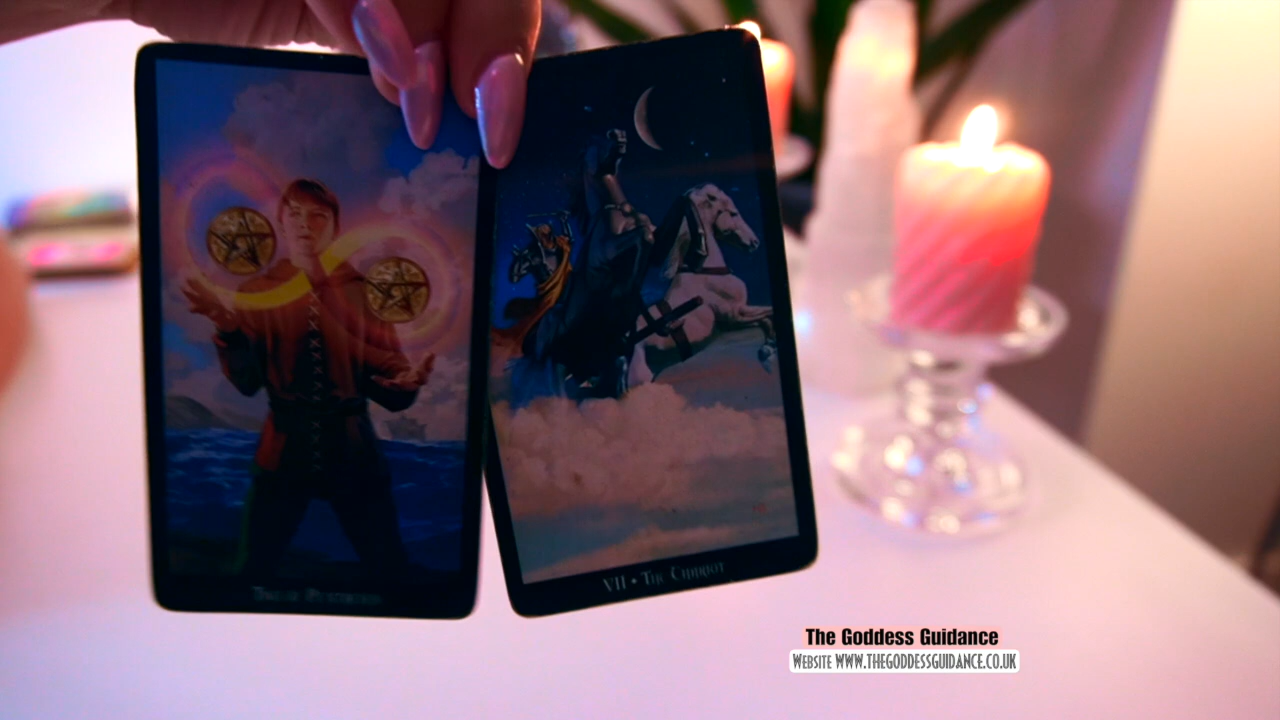 VII • The Chariot
The Goddess Guidance
Website www.thegoddessguidance.co.uk